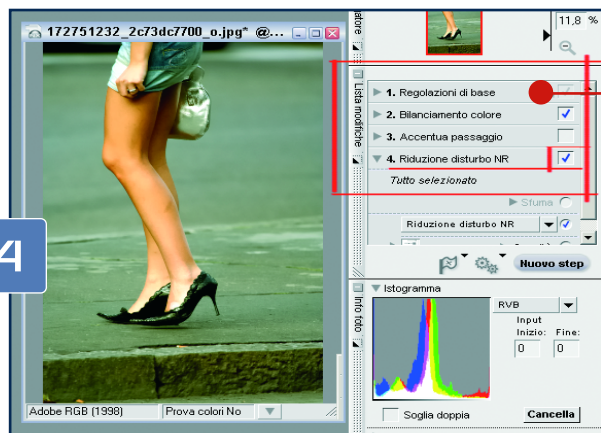 172751232_2c73dc7700_o.jpg* @...
11,8 %
Lista modifiche
1. Regolazioni di base
2. Bilanciamento colore
3. Accentua passaggio
4. Riduzione disturbo NR
Tutto selezionato
Sfuma
Riduzione disturbo NR
Nuovo step
4
Info foto
Istogramma
RVB
Input
Inizio: Fine:
0 0
Soglia doppia
Cancella
Adobe RGB (1998)
Prova colori No